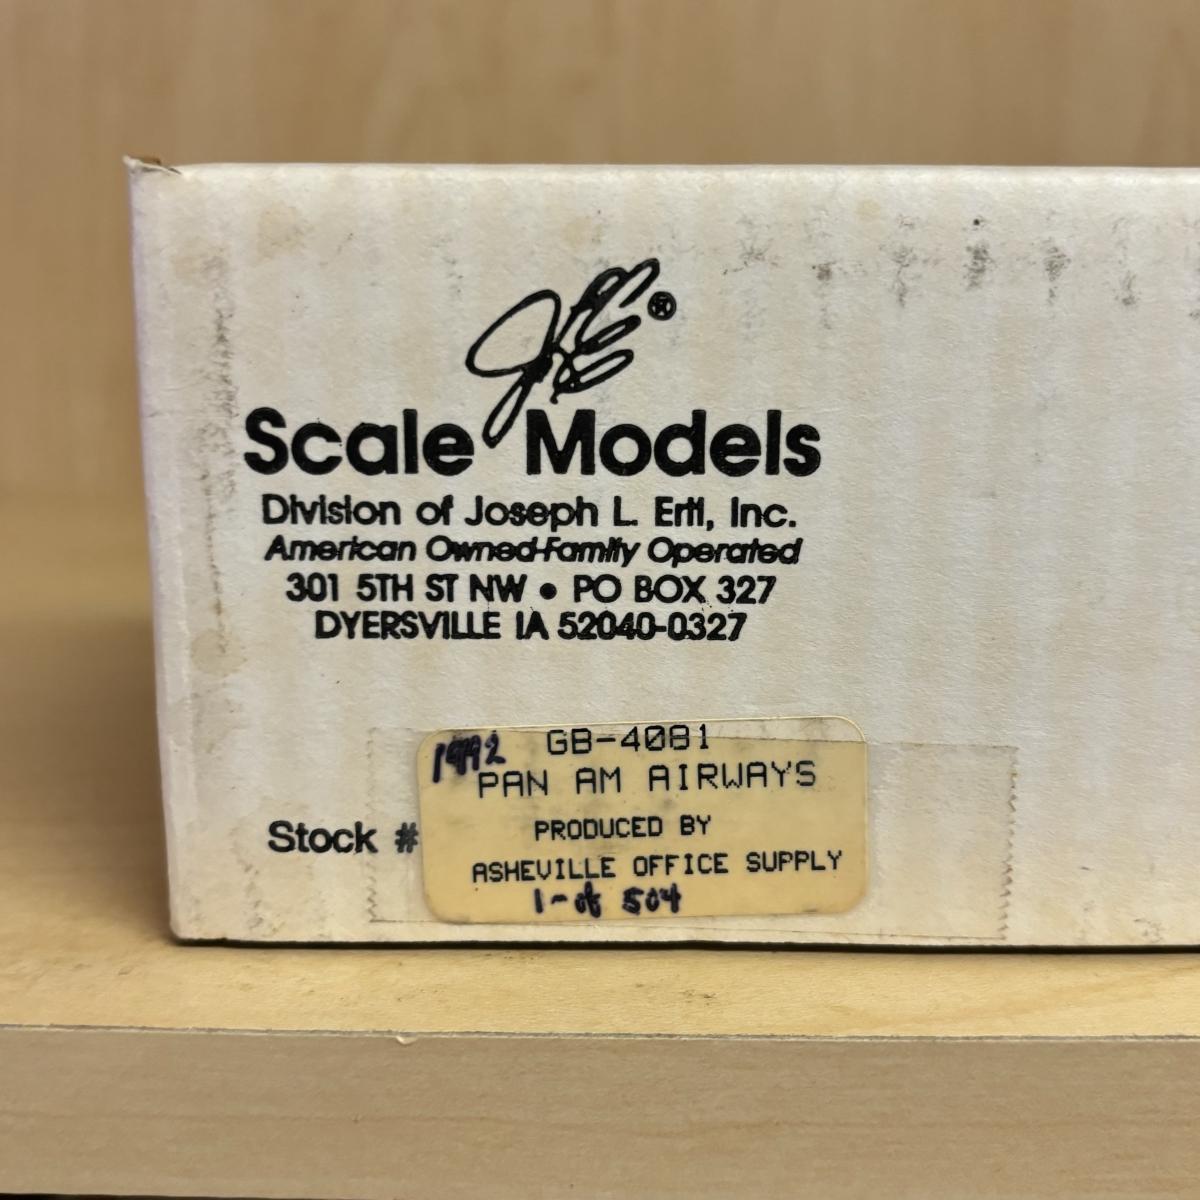 JLE®
Scale Models
Division of Joseph L. Ertl, Inc.
American Owned-Family Operated
301 5TH ST NW • PO BOX 327
DYERSVILLE IA 52040-0327
1992 GB-4081
PAN AM AIRWAYS
Stock #
PRODUCED BY
ASHEVILLE OFFICE SUPPLY
1-of 504